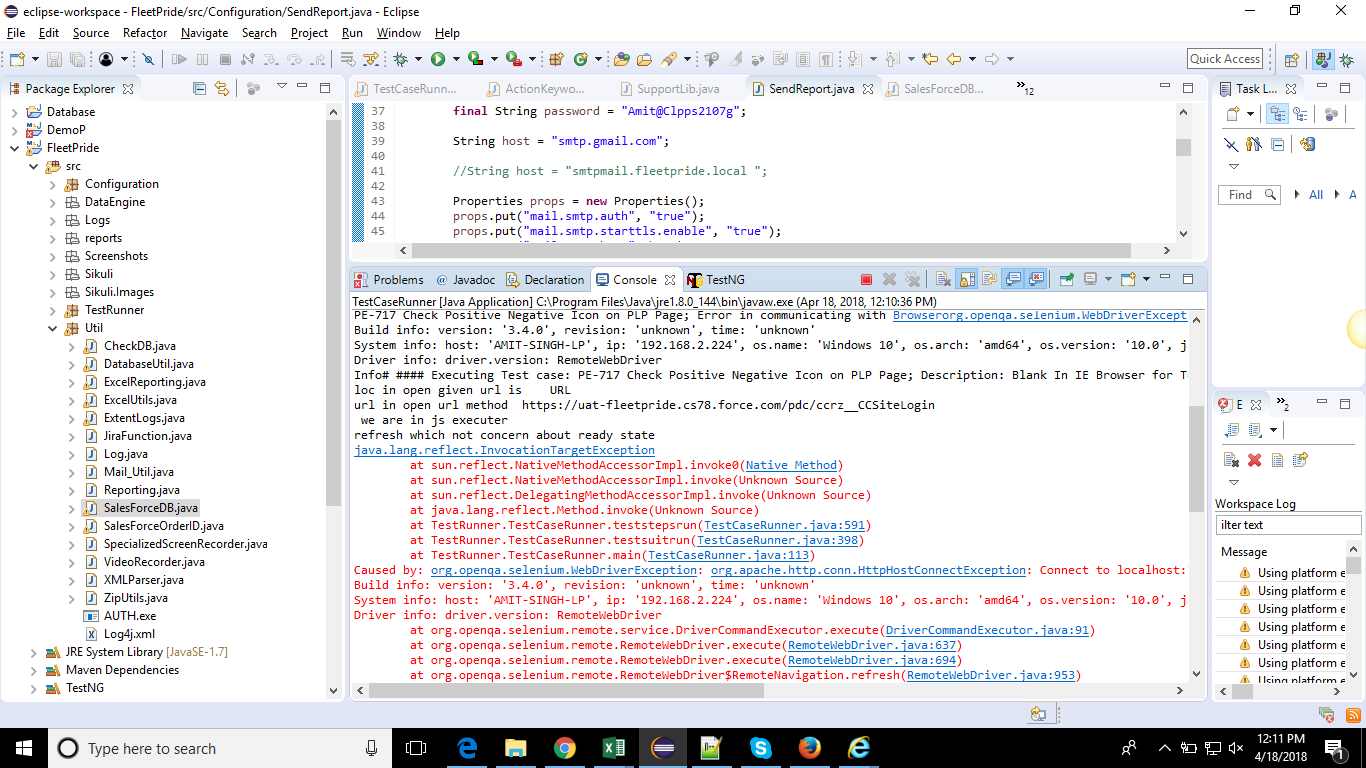 eclipse-workspace - FleetPride/src/Configuration/SendReport.java - Eclipse
File Edit Source Refactor Navigate Search Project Run Window Help
Quick Access
Package Explorer
Database
DemoP
FleetPride
src
Configuration
DataEngine
Logs
reports
Screenshots
Sikuli
Sikuli.Images
TestRunner
Util
CheckDB.java
DatabaseUtil.java
ExcelReporting.java
ExcelUtils.java
ExtentLogs.java
JiraFunction.java
Log.java
Mail_Util.java
Reporting.java
SalesForceDB.java
SalesForceOrderID.java
SpecializedScreenRecorder.java
VideoRecorder.java
XMLParser.java
ZipUtils.java
AUTH.exe
Log4j.xml
JRE System Library [JavaSE-1.7]
Maven Dependencies
TestNG
TestCaseRunn... ActionKeywo... SupportLib.java SendReport.java SalesForceDB... »12
37 final String password = "Amit@Clpps2107g";
38
39 String host = "smtp.gmail.com";
40
41 //String host = "smtpmail.fleetpride.local ";
42
43 Properties props = new Properties();
44 props.put("mail.smtp.auth", "true");
45 props.put("mail.smtp.starttls.enable", "true");
Problems @ Javadoc Declaration Console TestNG
TestCaseRunner [Java Application] C:\Program Files\Java\jre1.8.0_144\bin\javaw.exe (Apr 18, 2018, 12:10:36 PM)
PE-717 Check Positive Negative Icon on PLP Page; Error in communicating with Browserorg.openqa.selenium.WebDriverExcept
Build info: version: '3.4.0', revision: 'unknown', time: 'unknown'
System info: host: 'AMIT-SINGH-LP', ip: '192.168.2.224', os.name: 'Windows 10', os.arch: 'amd64', os.version: '10.0', j
Driver info: driver.version: RemoteWebDriver
Info# #### Executing Test case: PE-717 Check Positive Negative Icon on PLP Page; Description: Blank In IE Browser for T
loc in open given url is URL
url in open url method https://uat-fleetpride.cs78.force.com/pdc/ccrz__CCSiteLogin
we are in js executer
refresh which not concern about ready state
java.lang.reflect.InvocationTargetException
at sun.reflect.NativeMethodAccessorImpl.invoke0(Native Method)
at sun.reflect.NativeMethodAccessorImpl.invoke(Unknown Source)
at sun.reflect.DelegatingMethodAccessorImpl.invoke(Unknown Source)
at java.lang.reflect.Method.invoke(Unknown Source)
at TestRunner.TestCaseRunner.teststepsrun(TestCaseRunner.java:591)
at TestRunner.TestCaseRunner.testsuitrun(TestCaseRunner.java:398)
at TestRunner.TestCaseRunner.main(TestCaseRunner.java:113)
Caused by: org.openqa.selenium.WebDriverException: org.apache.http.conn.HttpHostConnectException: Connect to localhost:
Build info: version: '3.4.0', revision: 'unknown', time: 'unknown'
System info: host: 'AMIT-SINGH-LP', ip: '192.168.2.224', os.name: 'Windows 10', os.arch: 'amd64', os.version: '10.0', j
Driver info: driver.version: RemoteWebDriver
at org.openqa.selenium.remote.service.DriverCommandExecutor.execute(DriverCommandExecutor.java:91)
at org.openqa.selenium.remote.RemoteWebDriver.execute(RemoteWebDriver.java:637)
at org.openqa.selenium.remote.RemoteWebDriver.execute(RemoteWebDriver.java:694)
at org.openqa.selenium.remote.RemoteWebDriver$RemoteNavigation.refresh(RemoteWebDriver.java:953)
Task L...
Find All A
E »2
Workspace Log
ilter text
Message
Using platform e
Using platform e
Using platform e
Using platform e
Using platform e
Using platform e
Using platform e
Type here to search
12:11 PM
4/18/2018
1